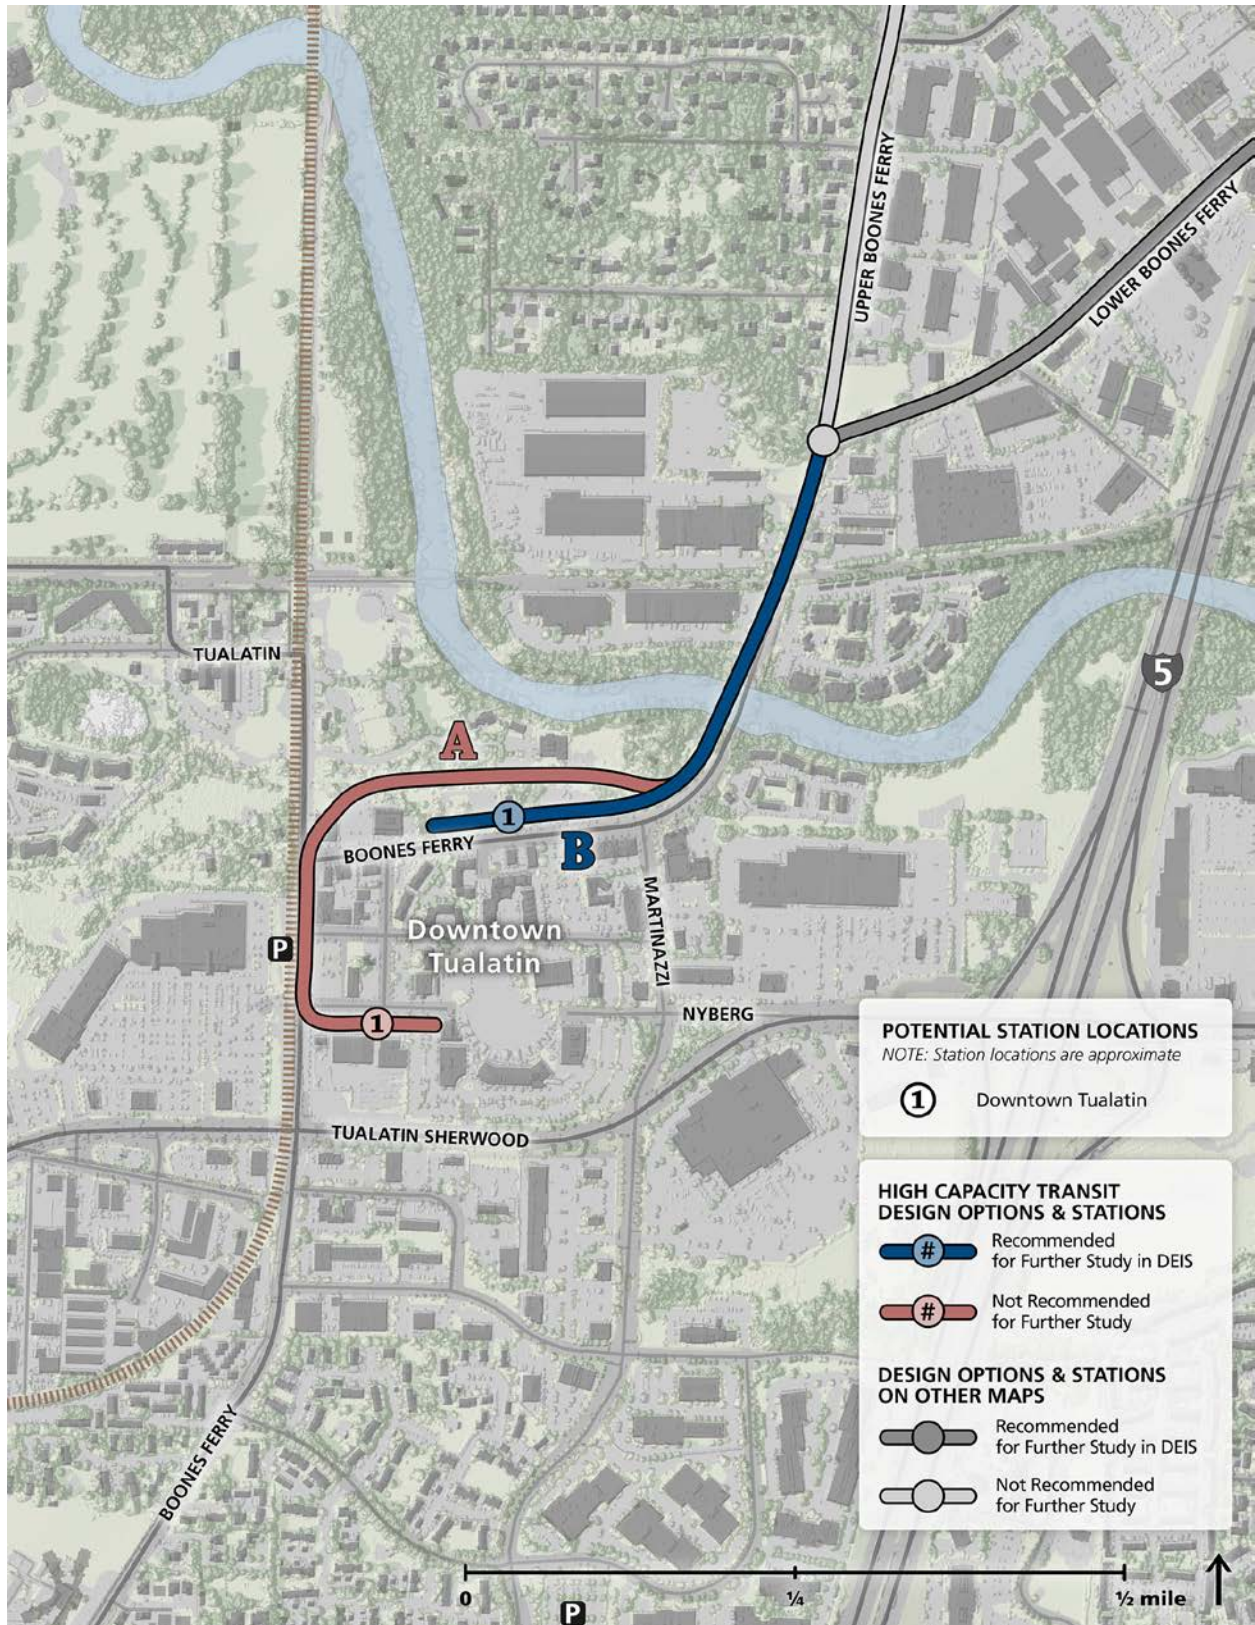 UPPER BOONES FERRY
LOWER BOONES FERRY
TUALATIN
5
A
1
BOONES FERRY
B
MARTINAZZI
P
Downtown
Tualatin
1
NYBERG
TUALATIN SHERWOOD
BOONES FERRY
POTENTIAL STATION LOCATIONS
NOTE: Station locations are approximate
1 Downtown Tualatin
HIGH CAPACITY TRANSIT
DESIGN OPTIONS & STATIONS
# Recommended
for Further Study in DEIS
# Not Recommended
for Further Study
DESIGN OPTIONS & STATIONS
ON OTHER MAPS
Recommended
for Further Study in DEIS
Not Recommended
for Further Study
0 ¼ ½ mile
P